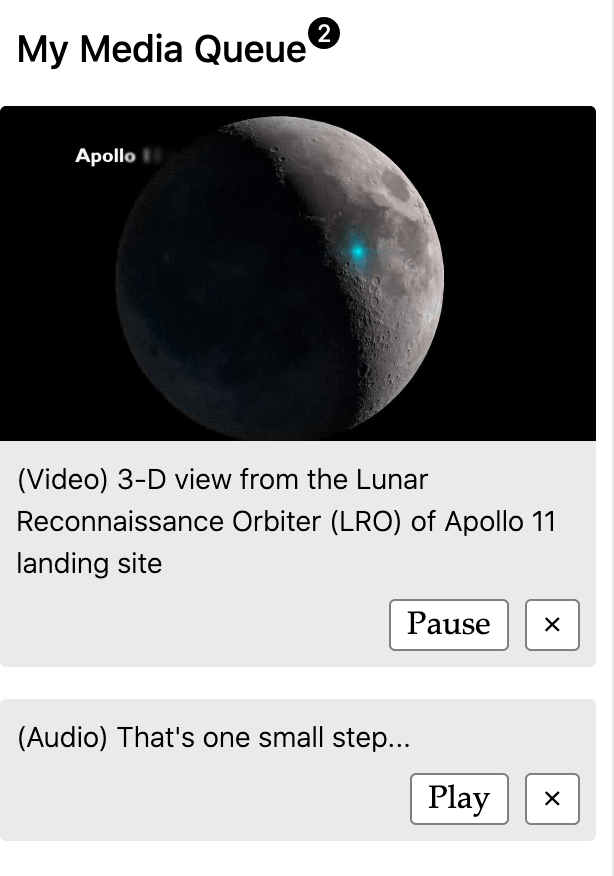 My Media Queue
2
Apollo
(Video) 3-D view from the Lunar
Reconnaissance Orbiter (LRO) of Apollo 11
landing site
Pause ×
(Audio) That's one small step...
Play ×